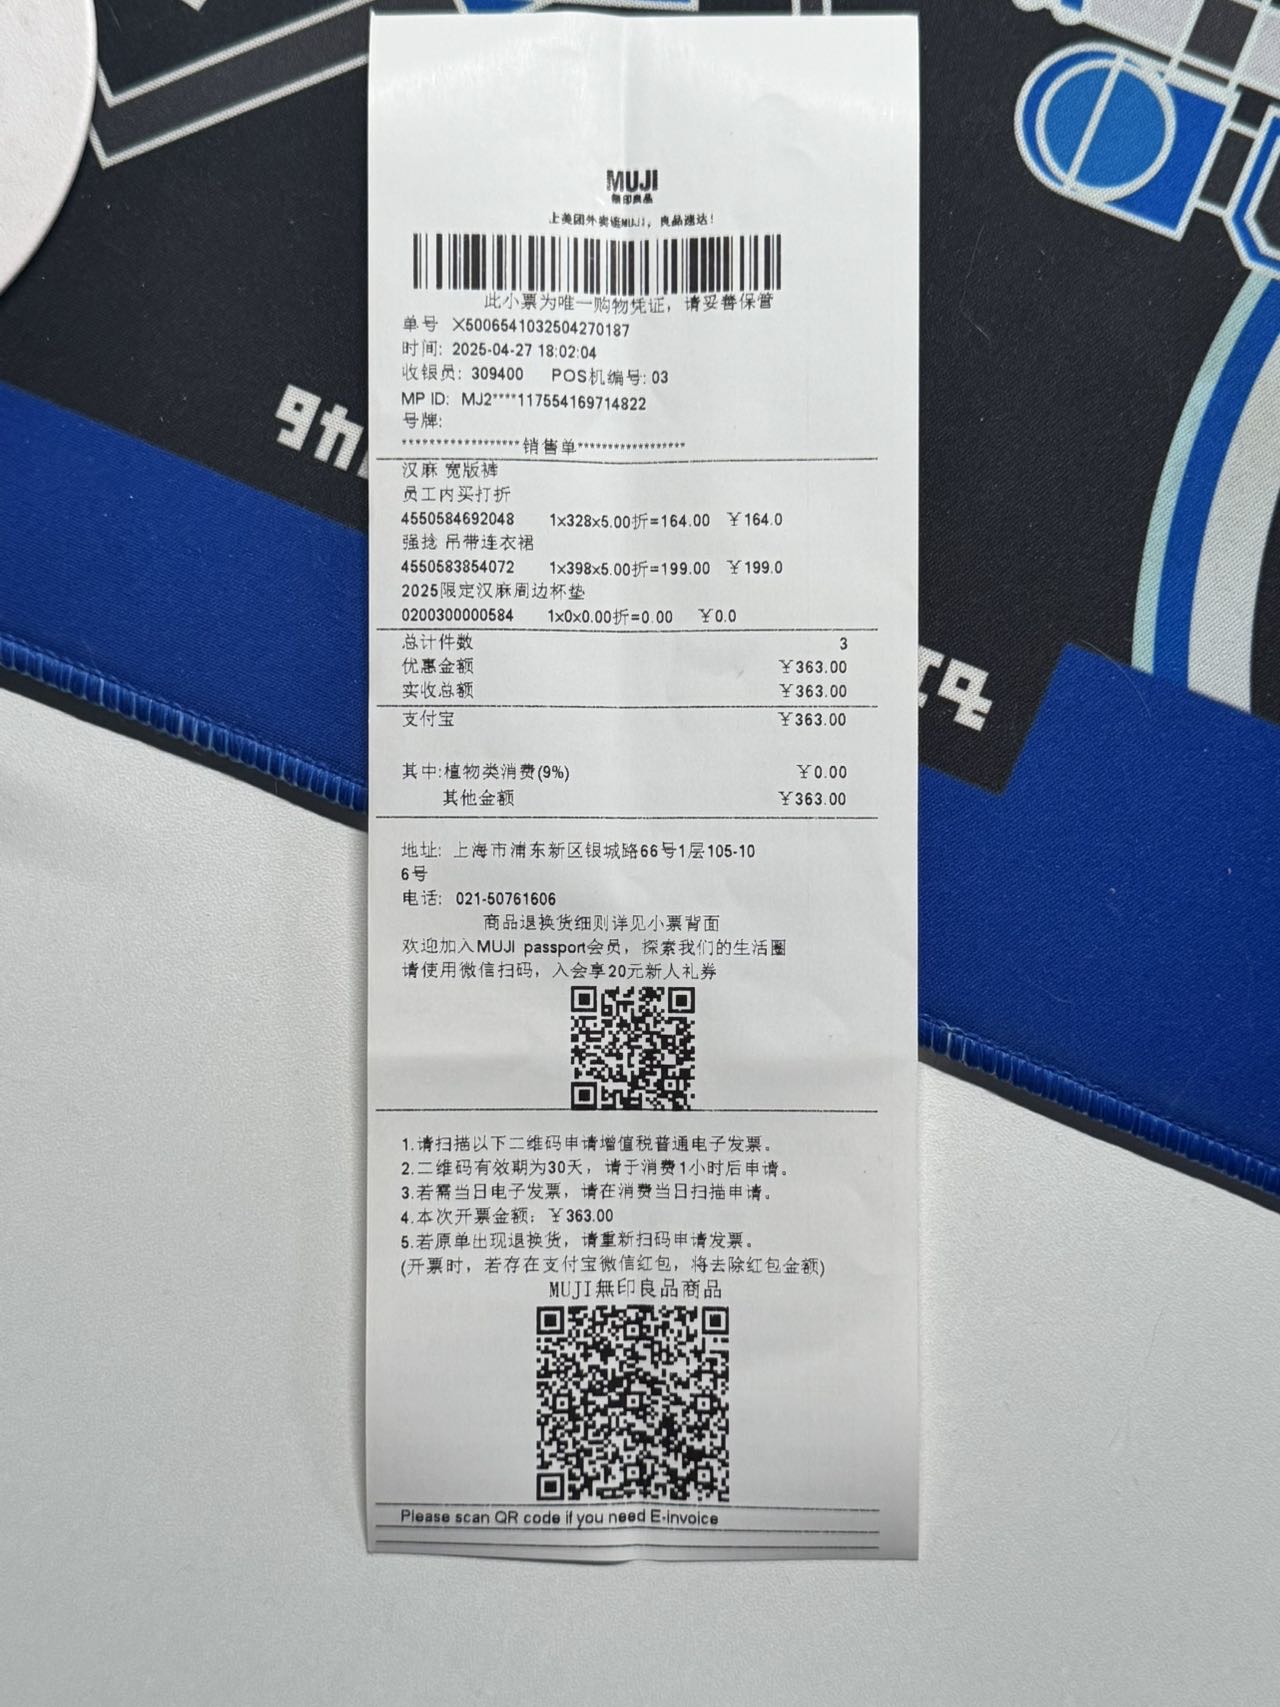 MUJI
無印良品
上美团外卖逛MUJI，良品速达！
此小票为唯一购物凭证，请妥善保管
单号 X5006541032504270187
时间: 2025-04-27 18:02:04
收银员: 309400 POS机编号: 03
MP ID: MJ2****117554169714822
号牌:
******************销售单*****************
汉麻 宽版裤
员工内买打折
4550584692048 1x328x5.00折=164.00 ￥164.0
强捻 吊带连衣裙
4550583854072 1x398x5.00折=199.00 ￥199.0
2025限定汉麻周边杯垫
0200300000584 1x0x0.00折=0.00 ￥0.0
总计件数 3
优惠金额 ￥363.00
实收总额 ￥363.00
支付宝 ￥363.00
其中:植物类消费(9%) ￥0.00
其他金额 ￥363.00
地址: 上海市浦东新区银城路66号1层105-10
6号
电话: 021-50761606
商品退换货细则详见小票背面
欢迎加入MUJI passport会员，探索我们的生活圈
请使用微信扫码，入会享20元新人礼券
1.请扫描以下二维码申请增值税普通电子发票。
2.二维码有效期为30天，请于消费1小时后申请。
3.若需当日电子发票，请在消费当日扫描申请。
4.本次开票金额: ￥363.00
5.若原单出现退换货，请重新扫码申请发票。
(开票时，若存在支付宝微信红包，将去除红包金额)
MUJI無印良品商品
Please scan QR code if you need E-invoice